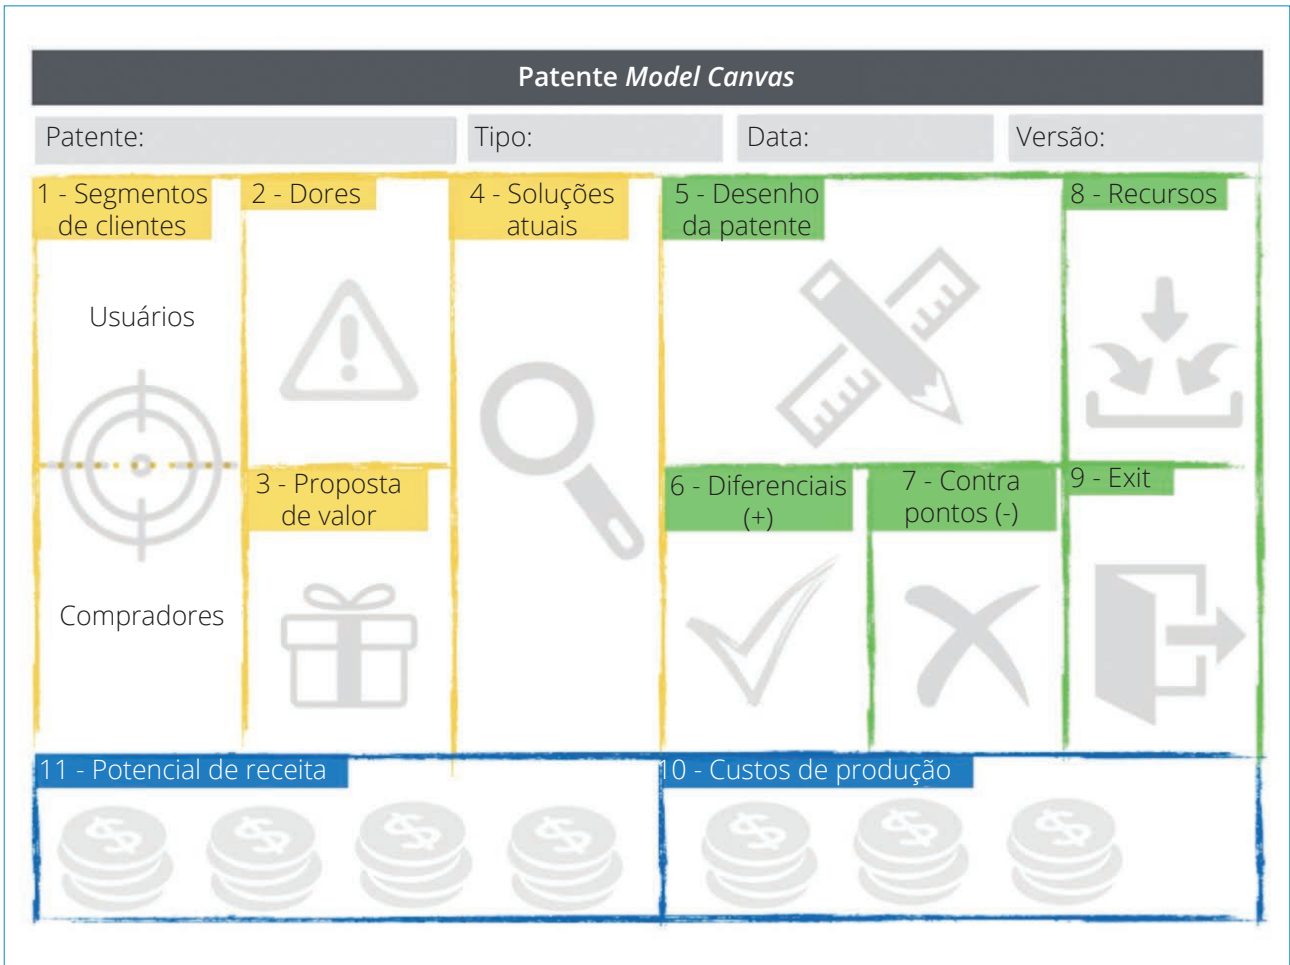 Patente Model Canvas
Patente:
Tipo:
Data:
Versão:
1 - Segmentos
de clientes
Usuários
Compradores
2 - Dores
3 - Proposta
de valor
4 - Soluções
atuais
5 - Desenho
da patente
6 - Diferenciais
(+)
7 - Contra
pontos (-)
8 - Recursos
9 - Exit
11 - Potencial de receita
10 - Custos de produção
$
$
$
$
$
$
$